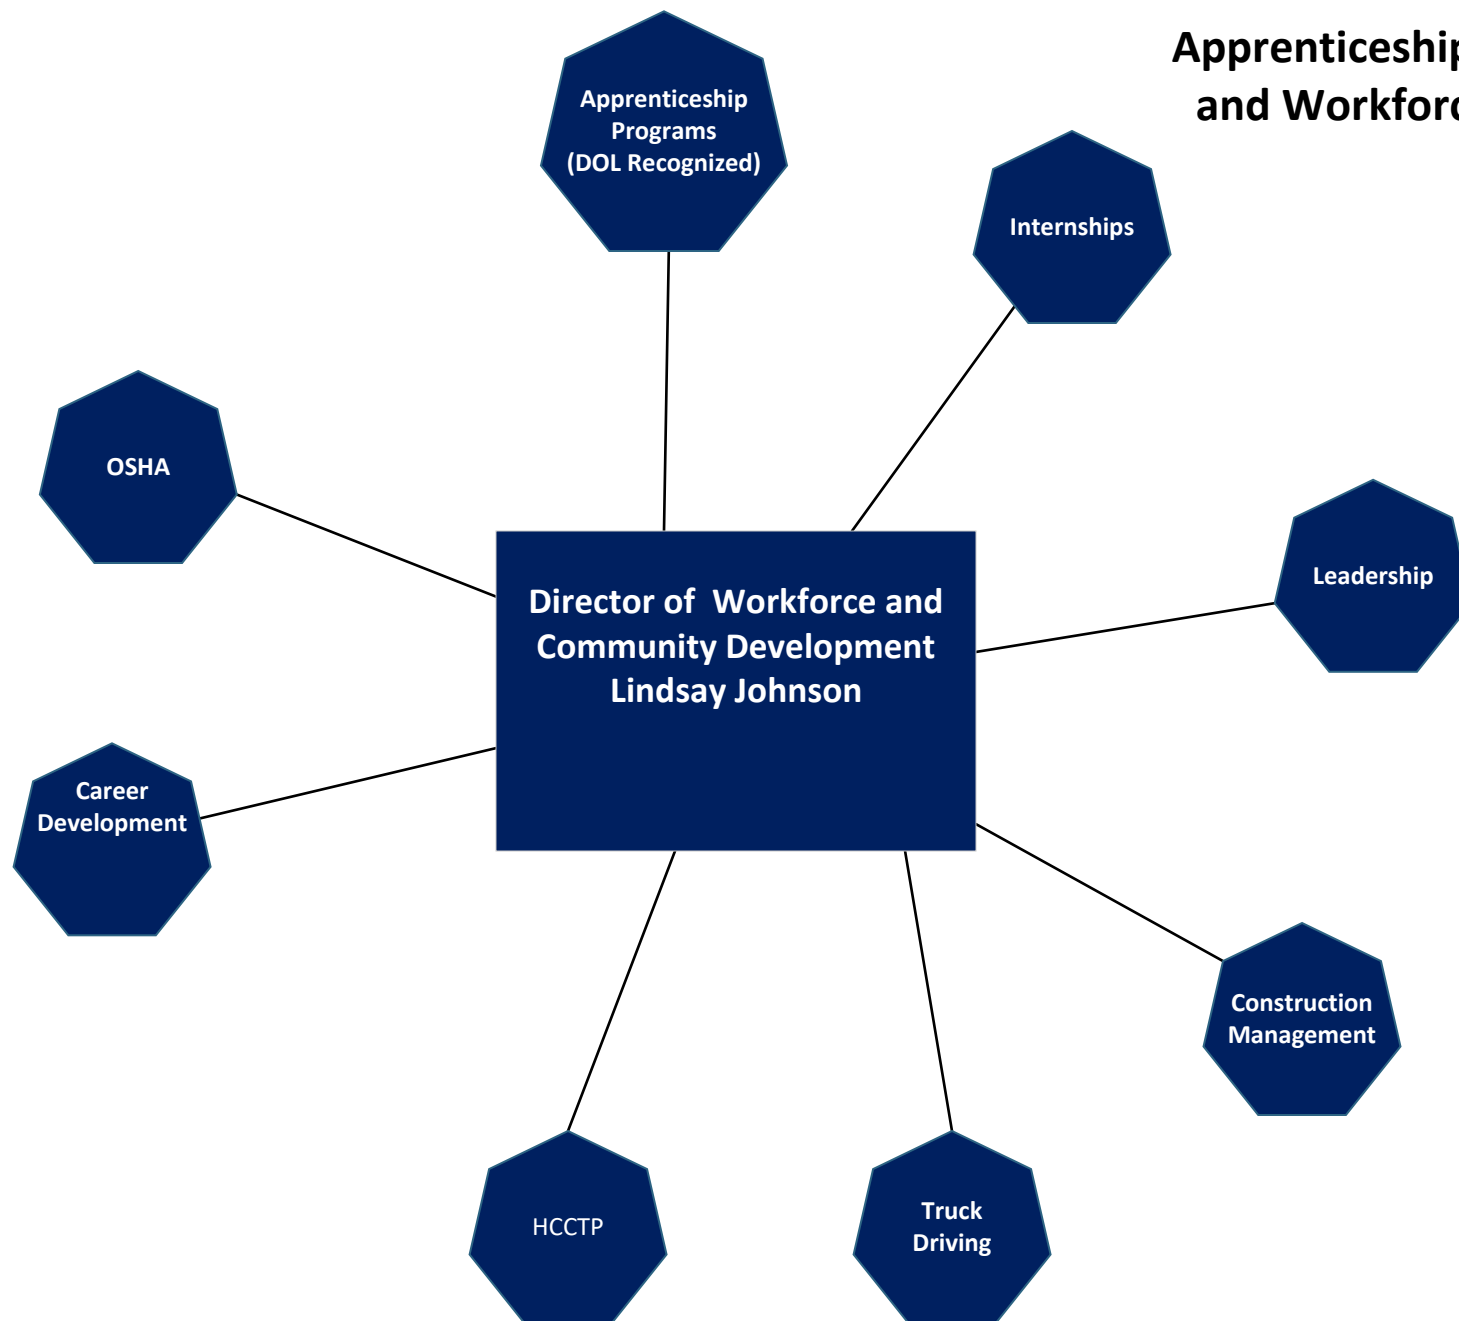 Apprenticeship
and Workforc
Apprenticeship
Programs
(DOL Recognized)
Internships
OSHA
Leadership
Director of  Workforce and
Community Development
Lindsay Johnson
Career
Development
Construction
Management
HCCTP
Truck
Driving